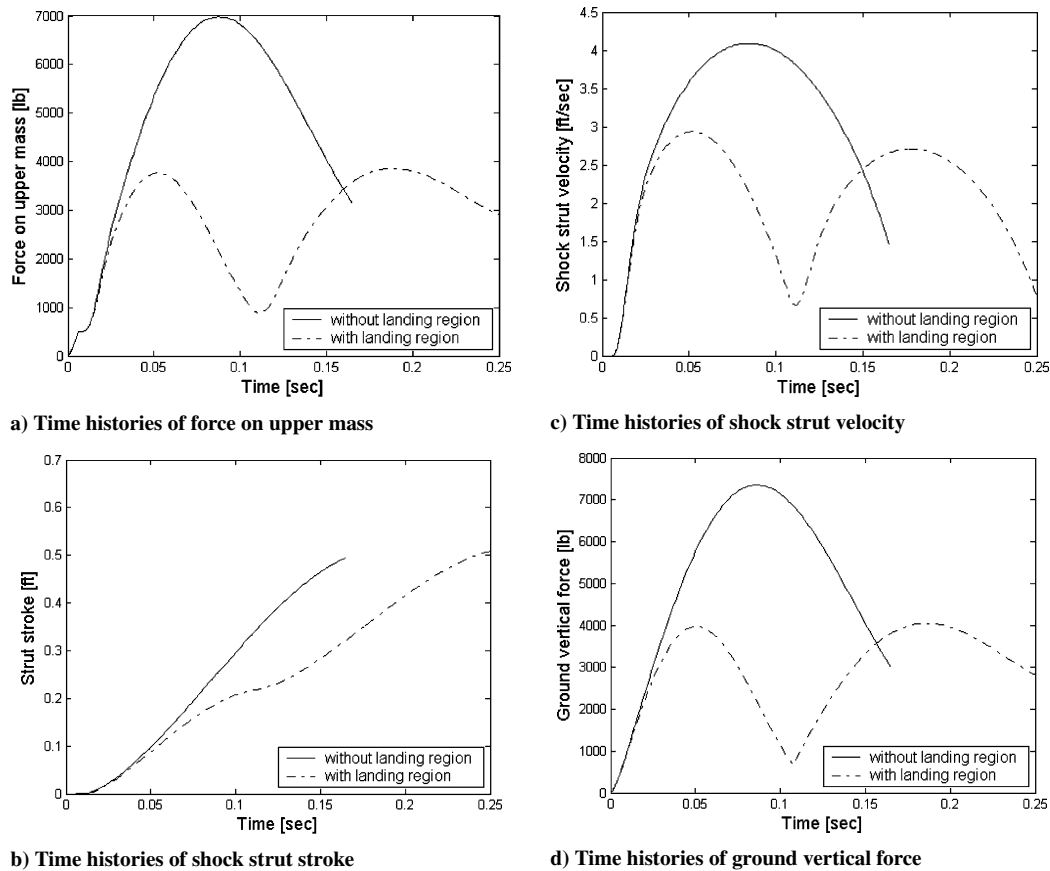 7000
6000
5000
4000
3000
2000
1000
0
Force on upper mass [lb]
0 0.05 0.1 0.15 0.2 0.25
Time [sec]
without landing region
with landing region
a) Time histories of force on upper mass
0.7
0.6
0.5
0.4
0.3
0.2
0.1
0
Strut stroke [ft]
0 0.05 0.1 0.15 0.2 0.25
Time [sec]
without landing region
with landing region
b) Time histories of shock strut stroke
4.5
4
3.5
3
2.5
2
1.5
1
0.5
0
Shock strut velocity [ft/sec]
0 0.05 0.1 0.15 0.2 0.25
Time [sec]
without landing region
with landing region
c) Time histories of shock strut velocity
8000
7000
6000
5000
4000
3000
2000
1000
0
Ground vertical force [lb]
0 0.05 0.1 0.15 0.2 0.25
Time [sec]
without landing region
with landing region
d) Time histories of ground vertical force